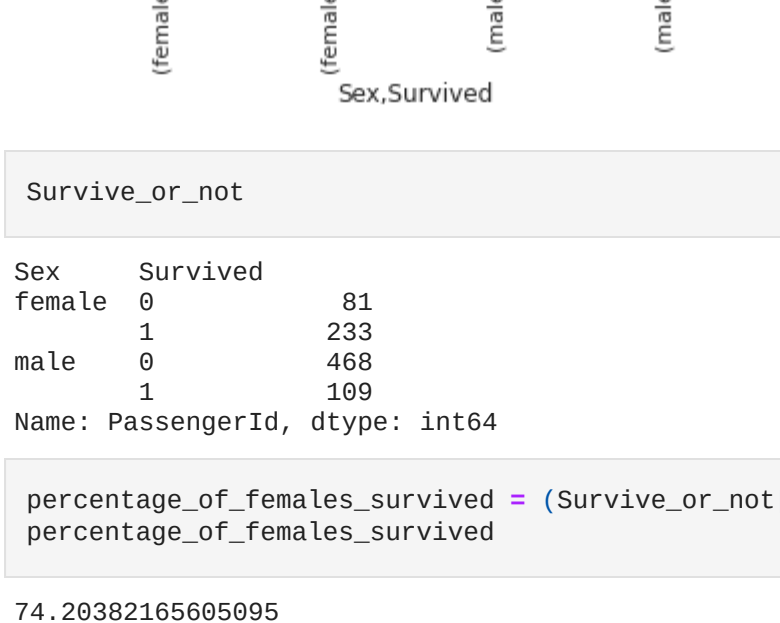 (female
(female
(male
(male
Sex,Survived
Survive_or_not
Sex Survived
female 0 81
1 233
male 0 468
1 109
Name: PassengerId, dtype: int64
percentage_of_females_survived = (Survive_or_not
percentage_of_females_survived
74.20382165605095